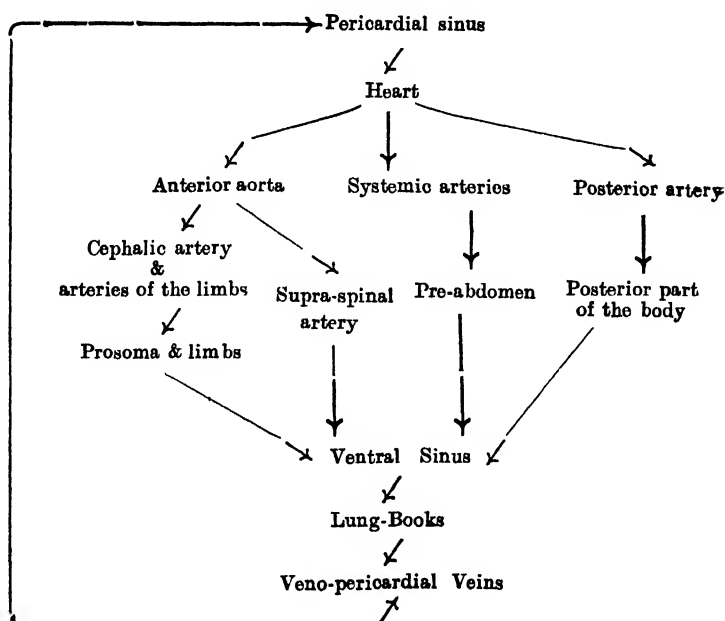 Pericardial sinus
Heart
Anterior aorta
Systemic arteries
Posterior artery
Cephalic artery
&
arteries of the limbs
Supra-spinal
artery
Pre-abdomen
Posterior part
of the body
Prosoma & limbs
Ventral Sinus
Lung-Books
Veno-pericardial Veins